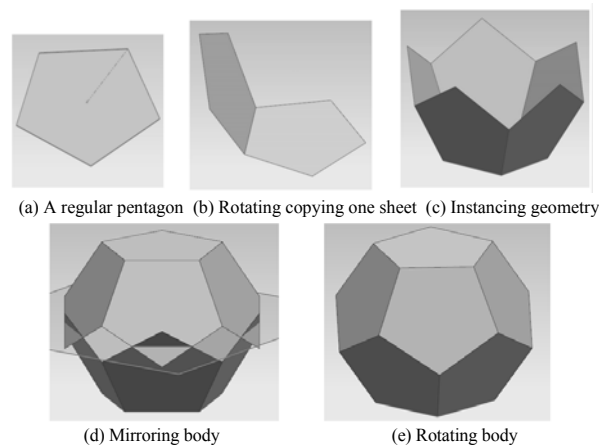 (a) A regular pentagon (b) Rotating copying one sheet (c) Instancing geometry
(d) Mirroring body (e) Rotating body